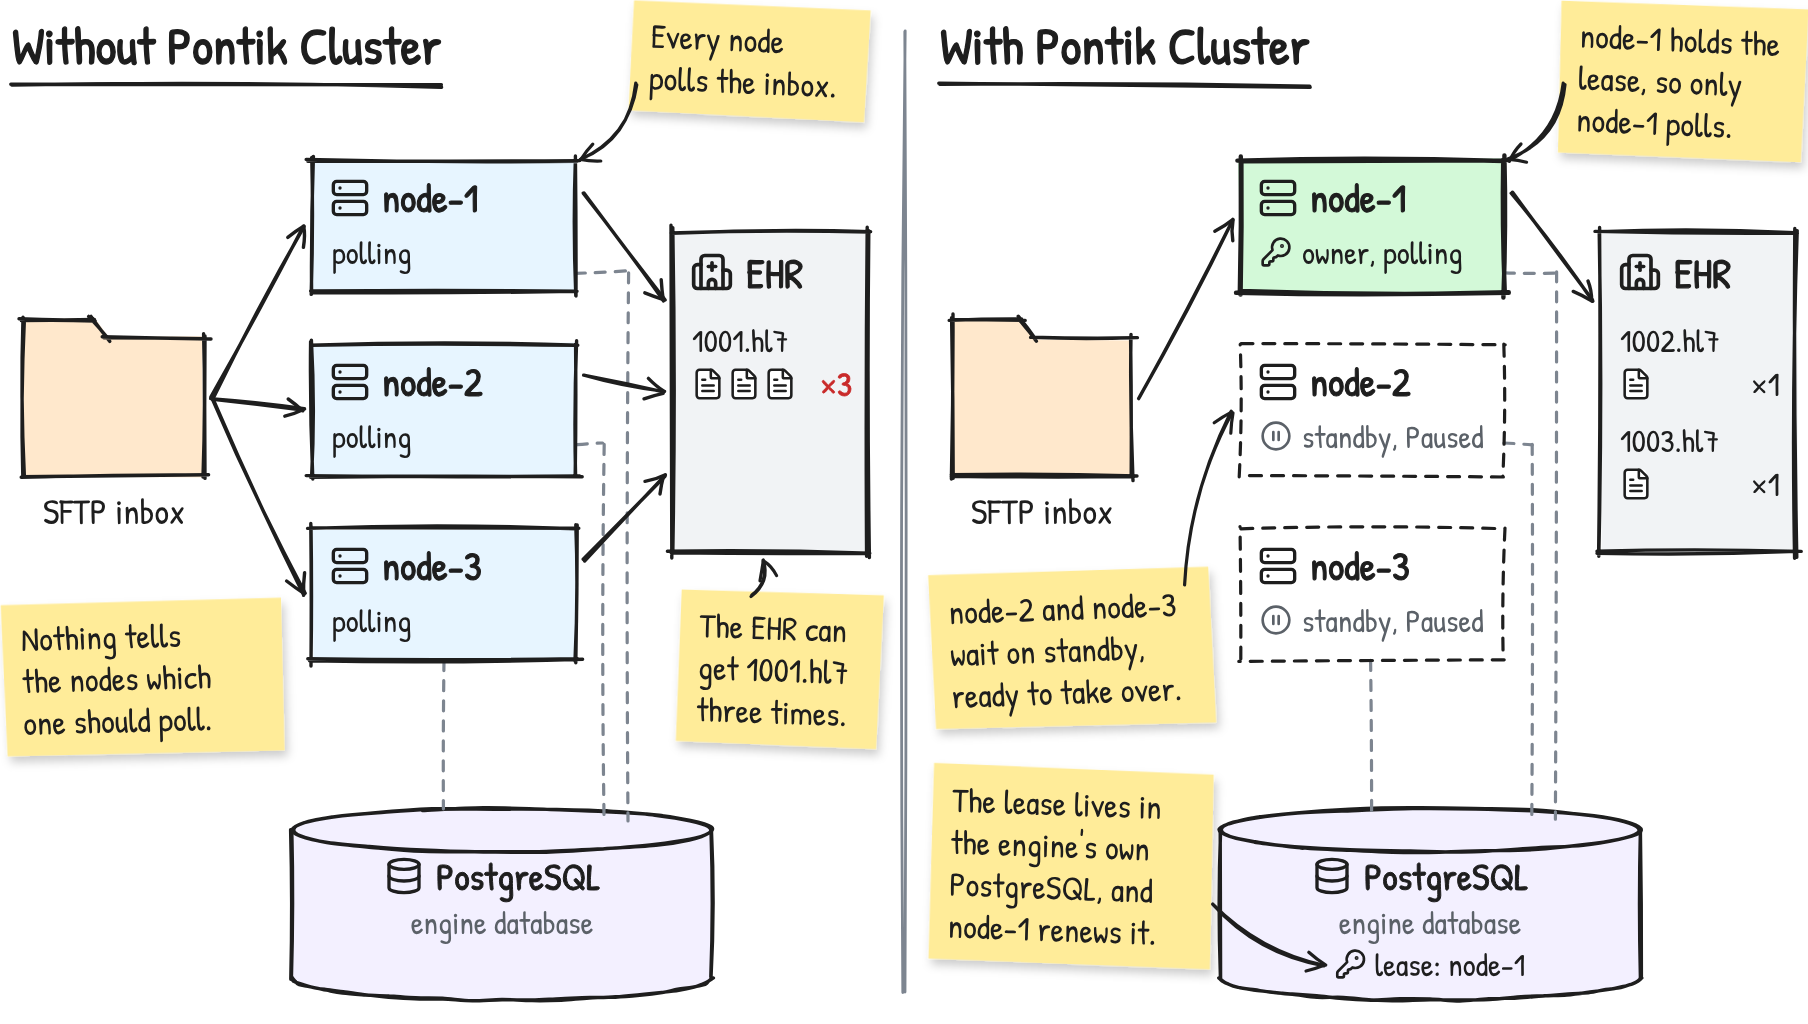 Without Pontik Cluster
Every node
polls the inbox.
node-1
polling
node-2
polling
node-3
polling
SFTP inbox
EHR
1001.hl7
×3
Nothing tells
the nodes which
one should poll.
The EHR can
get 1001.hl7
three times.
PostgreSQL
engine database
With Pontik Cluster
node-1 holds the
lease, so only
node-1 polls.
node-1
owner, polling
node-2
standby, Paused
node-3
standby, Paused
SFTP inbox
EHR
1002.hl7
×1
1003.hl7
×1
node-2 and node-3
wait on standby,
ready to take over.
The lease lives in
the engine's own
PostgreSQL, and
node-1 renews it.
PostgreSQL
engine database
lease: node-1